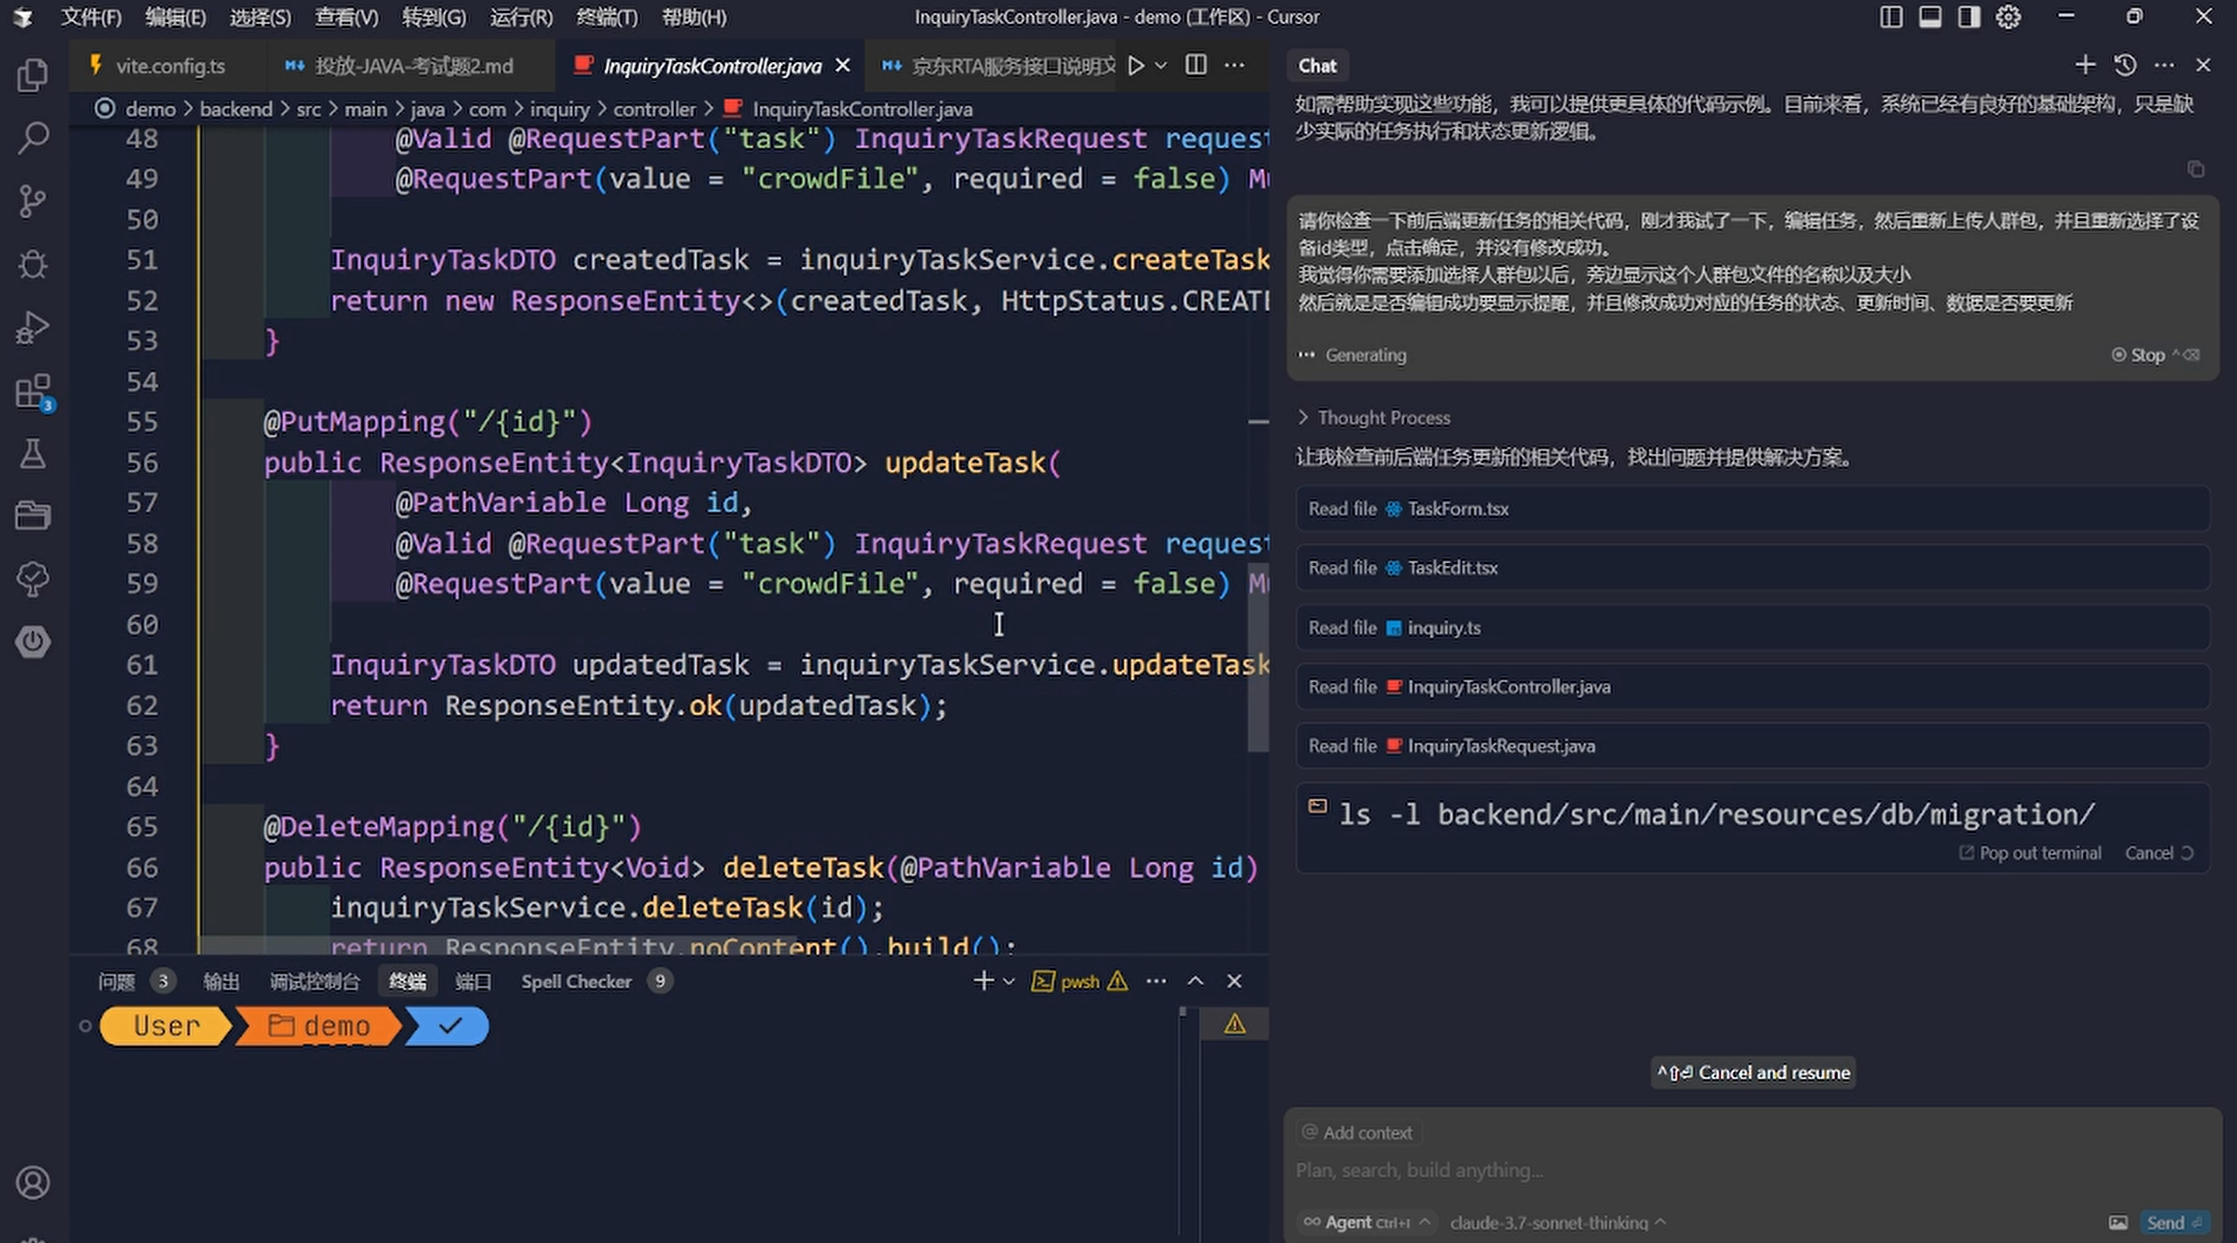 文件(F) 编辑(E) 选择(S) 查看(V) 转到(G) 运行(R) 终端(T) 帮助(H) InquiryTaskController.java - demo (工作区) - Cursor
vite.config.ts 投放-JAVA-考试题2.md InquiryTaskController.java 京东RTA服务接口说明文
demo > backend > src > main > java > com > inquiry > controller > InquiryTaskController.java
48 @Valid @RequestPart("task") InquiryTaskRequest request
49 @RequestPart(value = "crowdFile", required = false) Mu
50
51 InquiryTaskDTO createdTask = inquiryTaskService.createTask
52 return new ResponseEntity<>(createdTask, HttpStatus.CREATE
53 }
54
55 @PutMapping("/{id}")
56 public ResponseEntity<InquiryTaskDTO> updateTask(
57 @PathVariable Long id,
58 @Valid @RequestPart("task") InquiryTaskRequest request
59 @RequestPart(value = "crowdFile", required = false) Mu
60
61 InquiryTaskDTO updatedTask = inquiryTaskService.updateTask
62 return ResponseEntity.ok(updatedTask);
63 }
64
65 @DeleteMapping("/{id}")
66 public ResponseEntity<Void> deleteTask(@PathVariable Long id)
67 inquiryTaskService.deleteTask(id);
68 return ResponseEntity.noContent().build();
3
问题 3 输出 调试控制台 终端 端口 Spell Checker 9 pwsh
User demo
Chat
如需帮助实现这些功能，我可以提供更具体的代码示例。目前来看，系统已经有良好的基础架构，只是缺
少实际的任务执行和状态更新逻辑。
请你检查一下前后端更新任务的相关代码，刚才我试了一下，编辑任务，然后重新上传人群包，并且重新选择了设
备id类型，点击确定，并没有修改成功。
我觉得你需要添加选择人群包以后，旁边显示这个人群包文件的名称以及大小
然后就是是否编辑成功要显示提醒，并且修改成功对应的任务的状态、更新时间、数据是否要更新
Generating Stop ^⌫
Thought Process
让我检查前后端任务更新的相关代码，找出问题并提供解决方案。
Read file TaskForm.tsx
Read file TaskEdit.tsx
Read file inquiry.ts
Read file InquiryTaskController.java
Read file InquiryTaskRequest.java
ls -l backend/src/main/resources/db/migration/
Pop out terminal Cancel
^⇧⏎ Cancel and resume
@ Add context
Plan, search, build anything...
∞ Agent Ctrl+I claude-3.7-sonnet-thinking Send ⏎